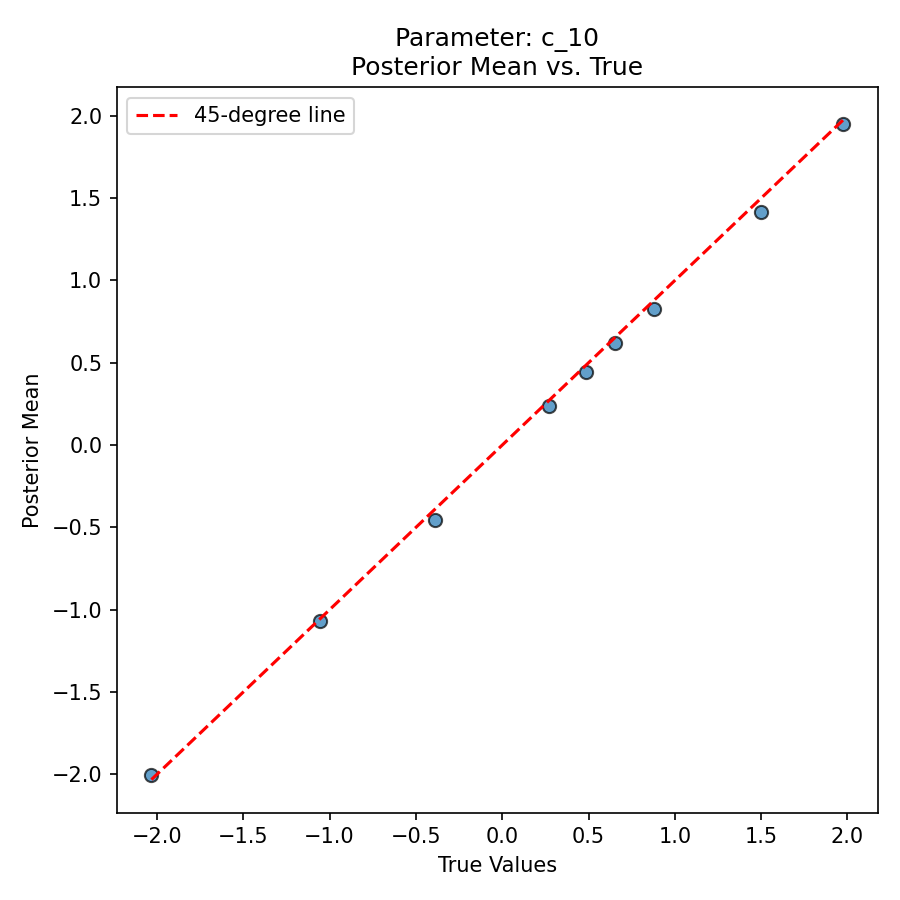 Parameter: c_10
Posterior Mean vs. True
45-degree line
2.0
1.5
1.0
0.5
0.0
−0.5
−1.0
−1.5
−2.0
Posterior Mean
−2.0 −1.5 −1.0 −0.5 0.0 0.5 1.0 1.5 2.0
True Values